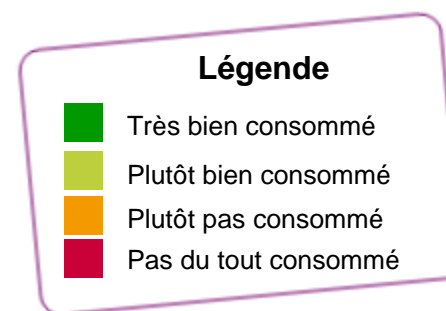 Légende
Très bien consommé
Plutôt bien consommé
Plutôt pas consommé
Pas du tout consommé